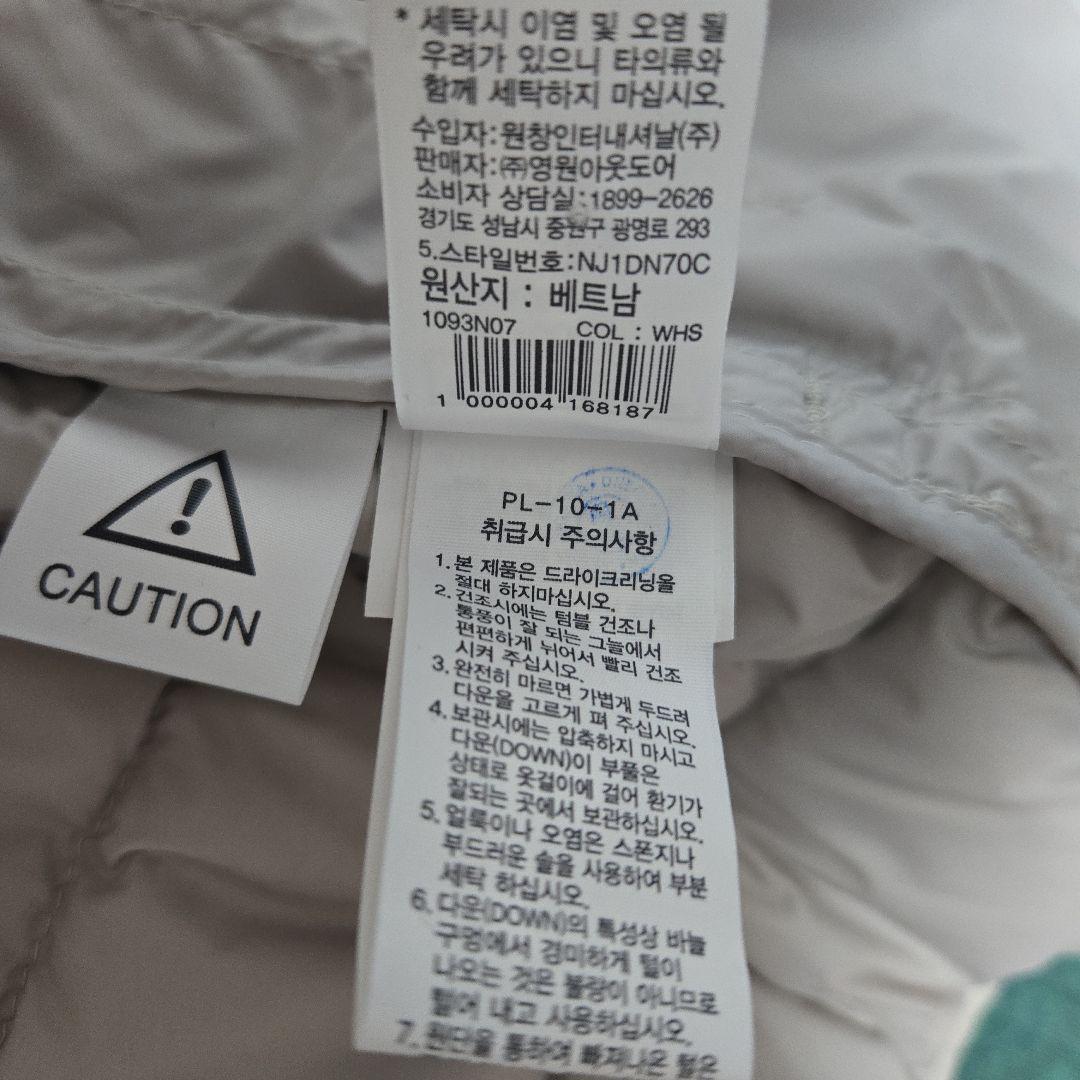 * 세탁시 이염 및 오염 될
우려가 있으니 타의류와
함께 세탁하지 마십시오.
수입자:원창인터내셔날(주)
판매자:㈜영원아웃도어
소비자 상담실:1899-2626
경기도 성남시 중원구 광명로 293
5.스타일번호:NJ1DN70C
원산지 : 베트남
1093N07 COL : WHS
1 000004 168187
CAUTION
PL-10-1A
취급시 주의사항
1.본 제품은 드라이크리닝을
절대 하지마십시오.
2.건조시에는 텀블 건조나
통풍이 잘 되는 그늘에서
편편하게 뉘어서 빨리 건조
시켜 주십시오.
3.완전히 마르면 가볍게 두드려
다운을 고르게 펴 주십시오.
4.보관시에는 압축하지 마시고
다운(DOWN)이 부풀은
상태로 옷걸이에 걸어 환기가
잘되는 곳에서 보관하십시오.
5.얼룩이나 오염은 스폰지나
부드러운 솔을 사용하여 부분
세탁 하십시오.
6.다운(DOWN)의 특성상 바늘
구멍에서 경미하게 털이
나오는 것은 불량이 아니므로
털어 내고 사용하십시오.
7.원단을 통하여 빠져나온 털은